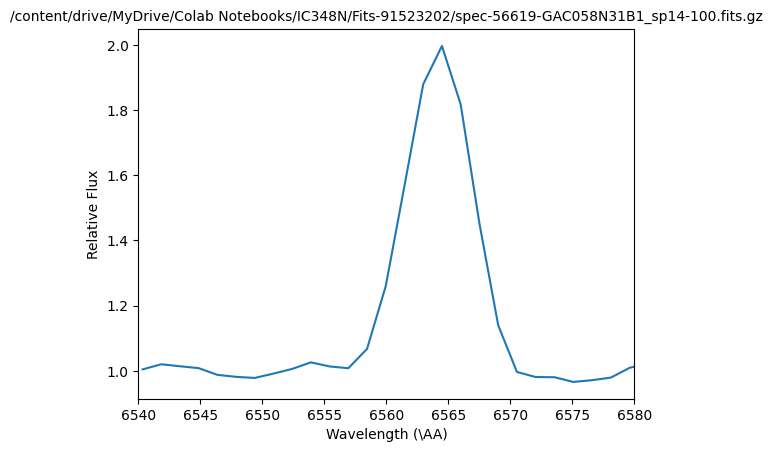 /content/drive/MyDrive/Colab Notebooks/IC348N/Fits-91523202/spec-56619-GAC058N31B1_sp14-100.fits.gz
2.0
1.8
1.6
1.4
1.2
1.0
Relative Flux
6540 6545 6550 6555 6560 6565 6570 6575 6580
Wavelength (\AA)